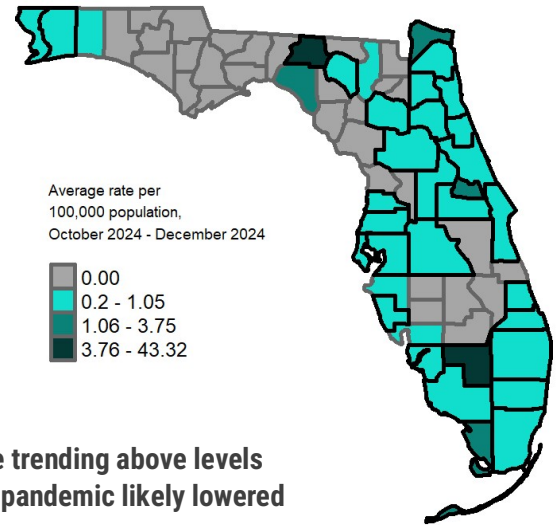 Average rate per
100,000 population,
October 2024 - December 2024
0.00
0.2 - 1.05
1.06 - 3.75
3.76 - 43.32
trending above levels
pandemic likely lowered